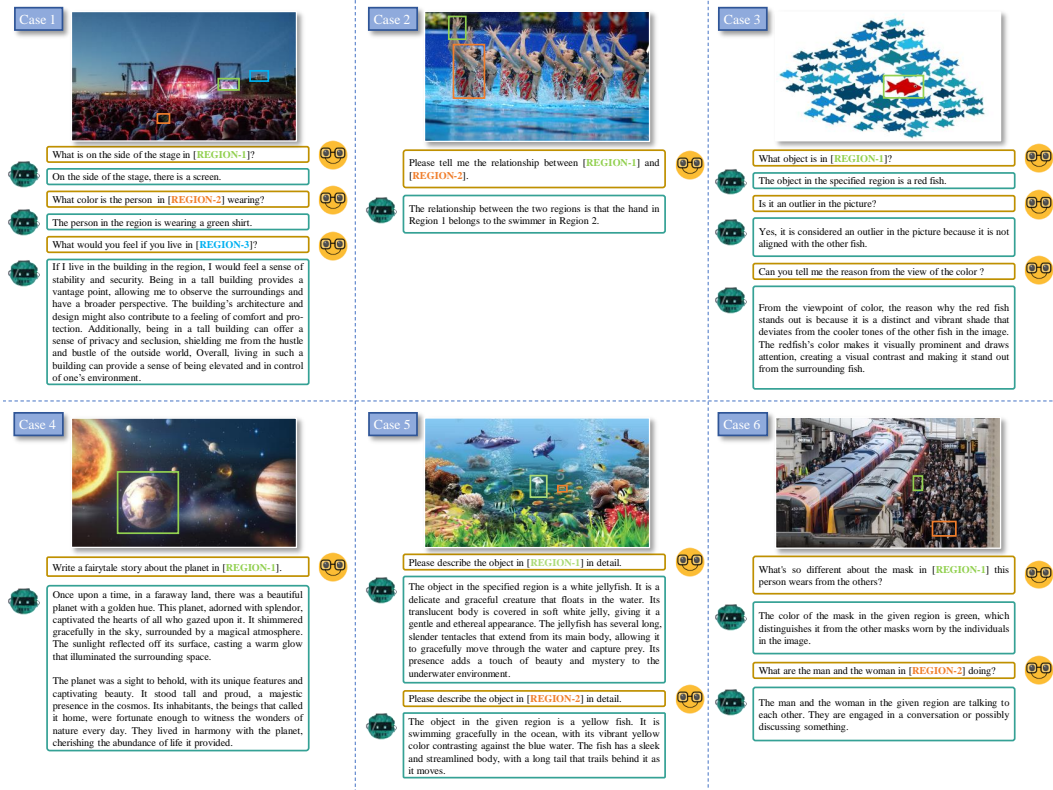 Case 1
What is on the side of the stage in [REGION-1]?
On the side of the stage, there is a screen.
What color is the person in [REGION-2] wearing?
The person in the region is wearing a green shirt.
What would you feel if you live in [REGION-3]?
If I live in the building in the region, I would feel a sense of
stability and security. Being in a tall building provides a
vantage point, allowing me to observe the surroundings and
have a broader perspective. The building's architecture and
design might also contribute to a feeling of comfort and pro-
tection. Additionally, being in a tall building can offer a
sense of privacy and seclusion, shielding me from the hustle
and bustle of the outside world, Overall, living in such a
building can provide a sense of being elevated and in control
of one's environment.
Case 2
Please tell me the relationship between [REGION-1] and
[REGION-2].
The relationship between the two regions is that the hand in
Region 1 belongs to the swimmer in Region 2.
Case 3
What object is in [REGION-1]?
The object in the specified region is a red fish.
Is it an outlier in the picture?
Yes, it is considered an outlier in the picture because it is not
aligned with the other fish.
Can you tell me the reason from the view of the color ?
From the viewpoint of color, the reason why the red fish
stands out is because it is a distinct and vibrant shade that
deviates from the cooler tones of the other fish in the image.
The redfish's color makes it visually prominent and draws
attention, creating a visual contrast and making it stand out
from the surrounding fish.
Case 4
Write a fairytale story about the planet in [REGION-1].
Once upon a time, in a faraway land, there was a beautiful
planet with a golden hue. This planet, adorned with splendor,
captivated the hearts of all who gazed upon it. It shimmered
gracefully in the sky, surrounded by a magical atmosphere.
The sunlight reflected off its surface, casting a warm glow
that illuminated the surrounding space.
The planet was a sight to behold, with its unique features and
captivating beauty. It stood tall and proud, a majestic
presence in the cosmos. Its inhabitants, the beings that called
it home, were fortunate enough to witness the wonders of
nature every day. They lived in harmony with the planet,
cherishing the abundance of life it provided.
Case 5
Please describe the object in [REGION-1] in detail.
The object in the specified region is a white jellyfish. It is a
delicate and graceful creature that floats in the water. Its
translucent body is covered in soft white jelly, giving it a
gentle and ethereal appearance. The jellyfish has several long,
slender tentacles that extend from its main body, allowing it
to gracefully move through the water and capture prey. Its
presence adds a touch of beauty and mystery to the
underwater environment.
Please describe the object in [REGION-2] in detail.
The object in the given region is a yellow fish. It is
swimming gracefully in the ocean, with its vibrant yellow
color contrasting against the blue water. The fish has a sleek
and streamlined body, with a long tail that trails behind it as
it moves.
Case 6
What's so different about the mask in [REGION-1] this
person wears from the others?
The color of the mask in the given region is green, which
distinguishes it from the other masks worn by the individuals
in the image.
What are the man and the woman in [REGION-2] doing?
The man and the woman in the given region are talking to
each other. They are engaged in a conversation or possibly
discussing something.